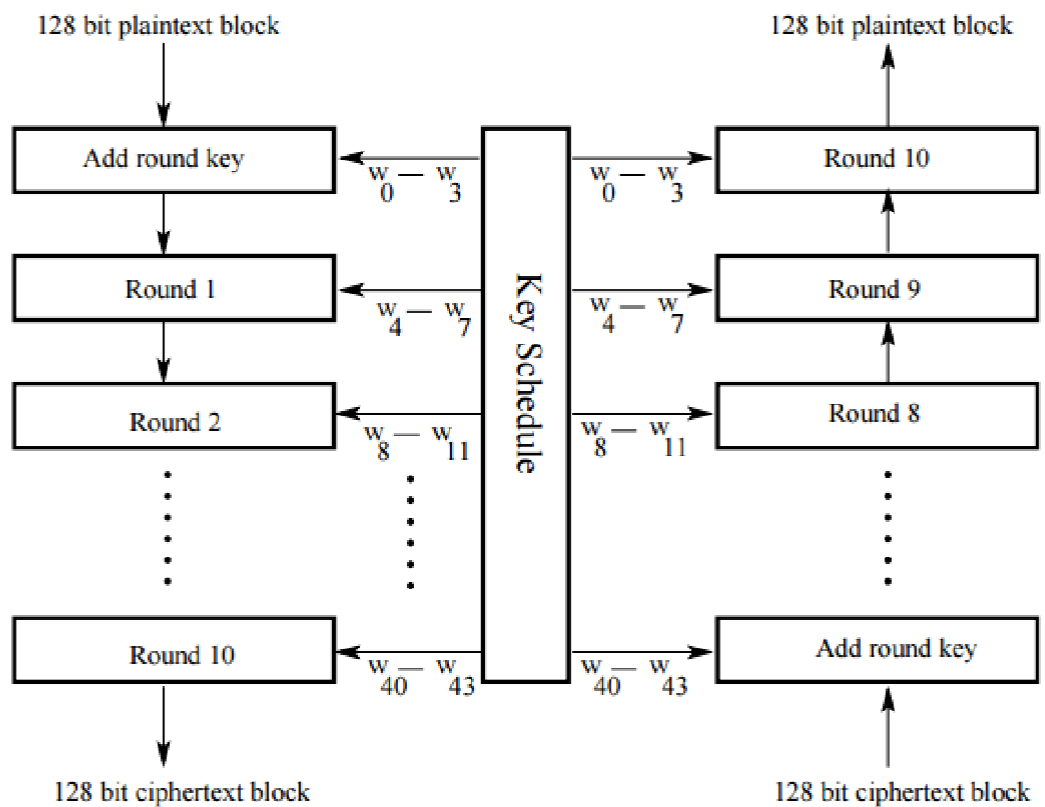 128 bit plaintext block 128 bit plaintext block
Add round key w0 — w3 w0 — w3 Round 10
Round 1 w4 — w7 w4 — w7 Round 9
Key Schedule
Round 2 w8 — w11 w8 — w11 Round 8
Round 10 w40 — w43 w40 — w43 Add round key
128 bit ciphertext block 128 bit ciphertext block